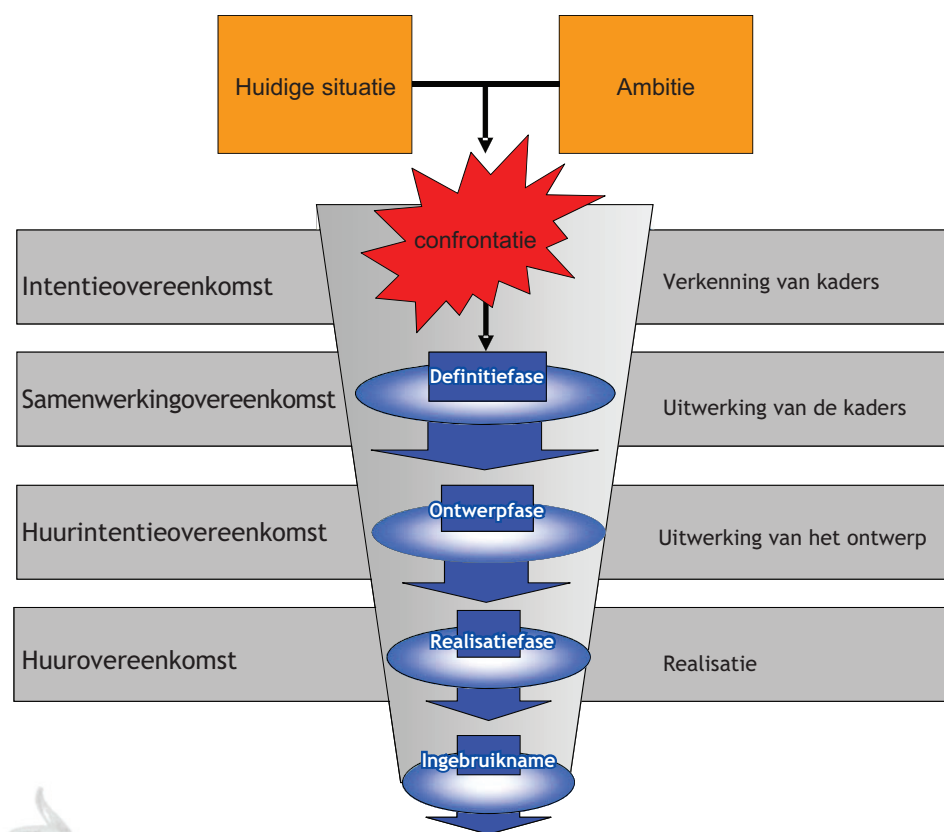 Huidige situatie
Ambitie
confrontatie
Intentieovereenkomst
Verkenning van kaders
Definitiefase
Samenwerkingovereenkomst
Uitwerking van de kaders
Ontwerpfase
Huurintentieovereenkomst
Uitwerking van het ontwerp
Realisatiefase
Huurovereenkomst
Realisatie
Ingebruikname